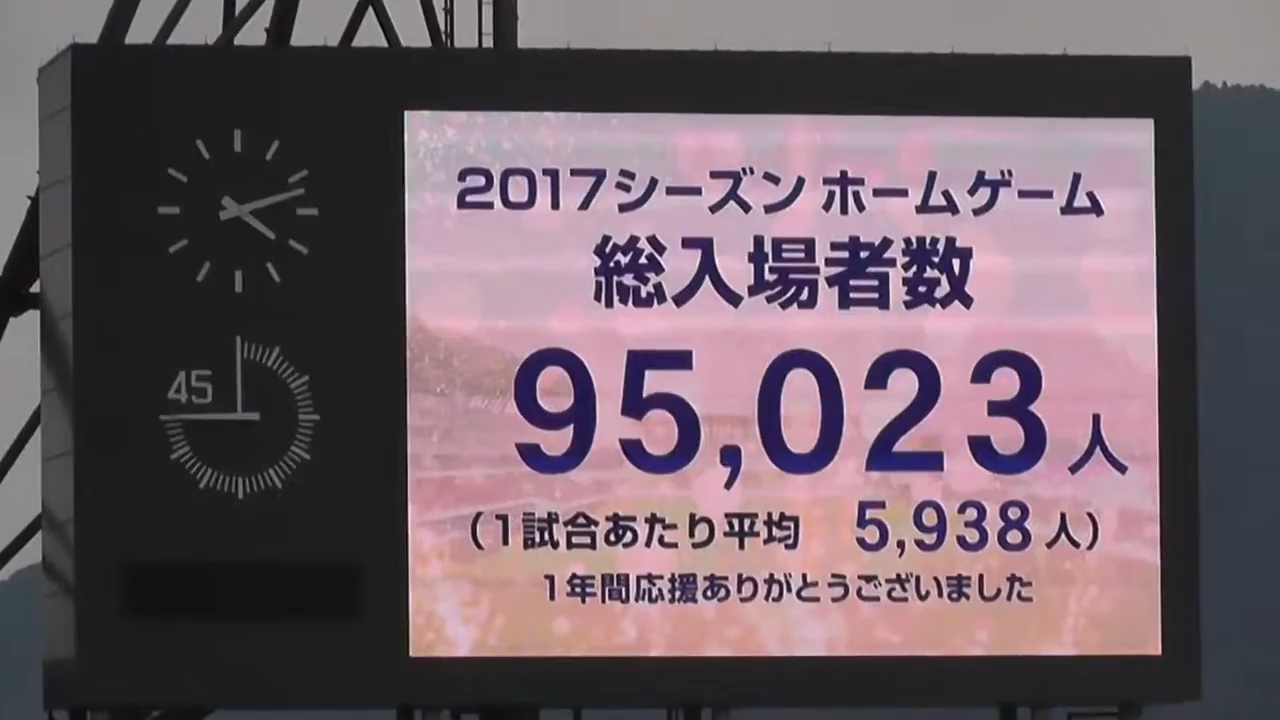 2017シーズン ホームゲーム
総入場者数
95,023人
(1試合あたり平均 5,938人)
1年間応援ありがとうございました
45